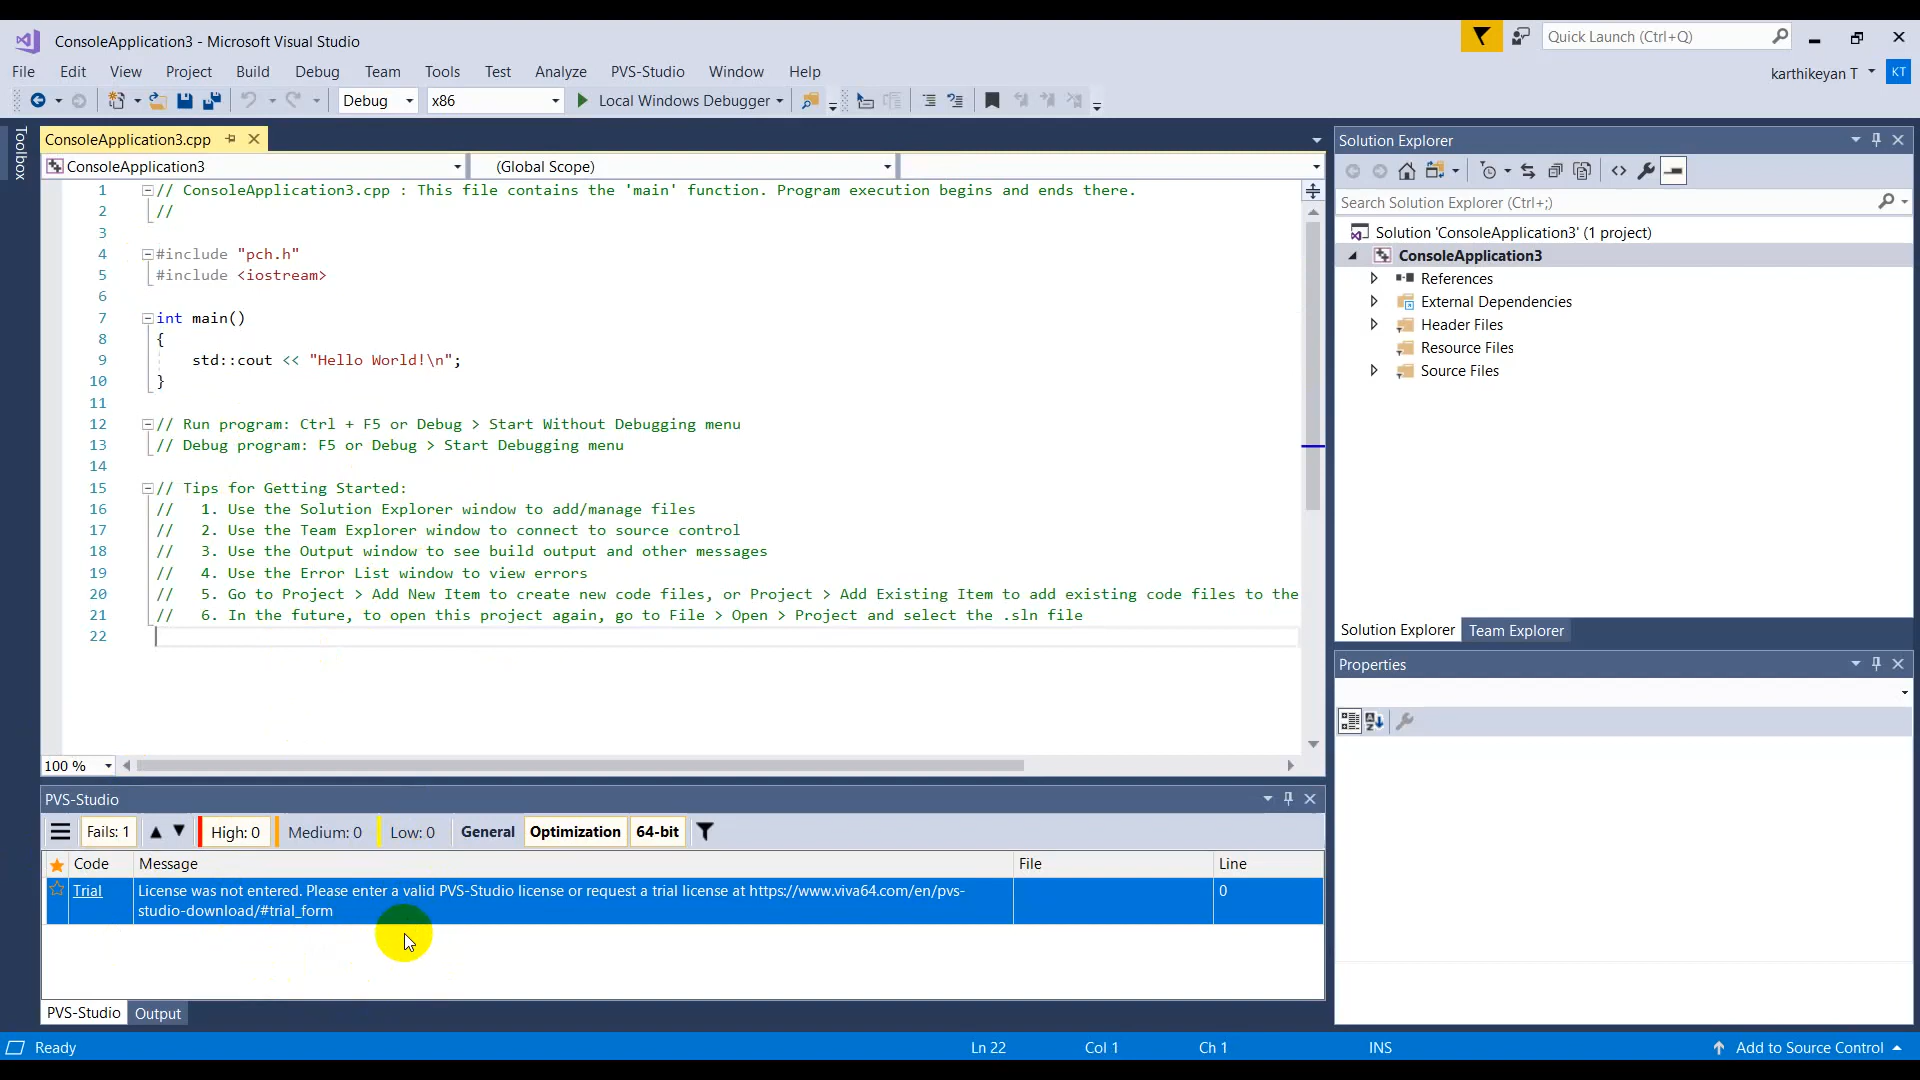 ConsoleApplication3 - Microsoft Visual Studio
Quick Launch (Ctrl+Q)
File Edit View Project Build Debug Team Tools Test Analyze PVS-Studio Window Help
karthikeyan T KT
Debug x86 Local Windows Debugger
Toolbox
ConsoleApplication3.cpp
ConsoleApplication3 (Global Scope)
1 // ConsoleApplication3.cpp : This file contains the 'main' function. Program execution begins and ends there.
2 //
3
4 #include "pch.h"
5 #include <iostream>
6
7 int main()
8 {
9 std::cout << "Hello World!\n";
10 }
11
12 // Run program: Ctrl + F5 or Debug > Start Without Debugging menu
13 // Debug program: F5 or Debug > Start Debugging menu
14
15 // Tips for Getting Started:
16 // 1. Use the Solution Explorer window to add/manage files
17 // 2. Use the Team Explorer window to connect to source control
18 // 3. Use the Output window to see build output and other messages
19 // 4. Use the Error List window to view errors
20 // 5. Go to Project > Add New Item to create new code files, or Project > Add Existing Item to add existing code files to the
21 // 6. In the future, to open this project again, go to File > Open > Project and select the .sln file
22
100 %
Solution Explorer
Search Solution Explorer (Ctrl+;)
Solution 'ConsoleApplication3' (1 project)
ConsoleApplication3
References
External Dependencies
Header Files
Resource Files
Source Files
Solution Explorer Team Explorer
Properties
PVS-Studio
Fails: 1 High: 0 Medium: 0 Low: 0 General Optimization 64-bit
Code Message File Line
Trial License was not entered. Please enter a valid PVS-Studio license or request a trial license at https://www.viva64.com/en/pvs- 0
studio-download/#trial_form
PVS-Studio Output
Ready Ln 22 Col 1 Ch 1 INS Add to Source Control